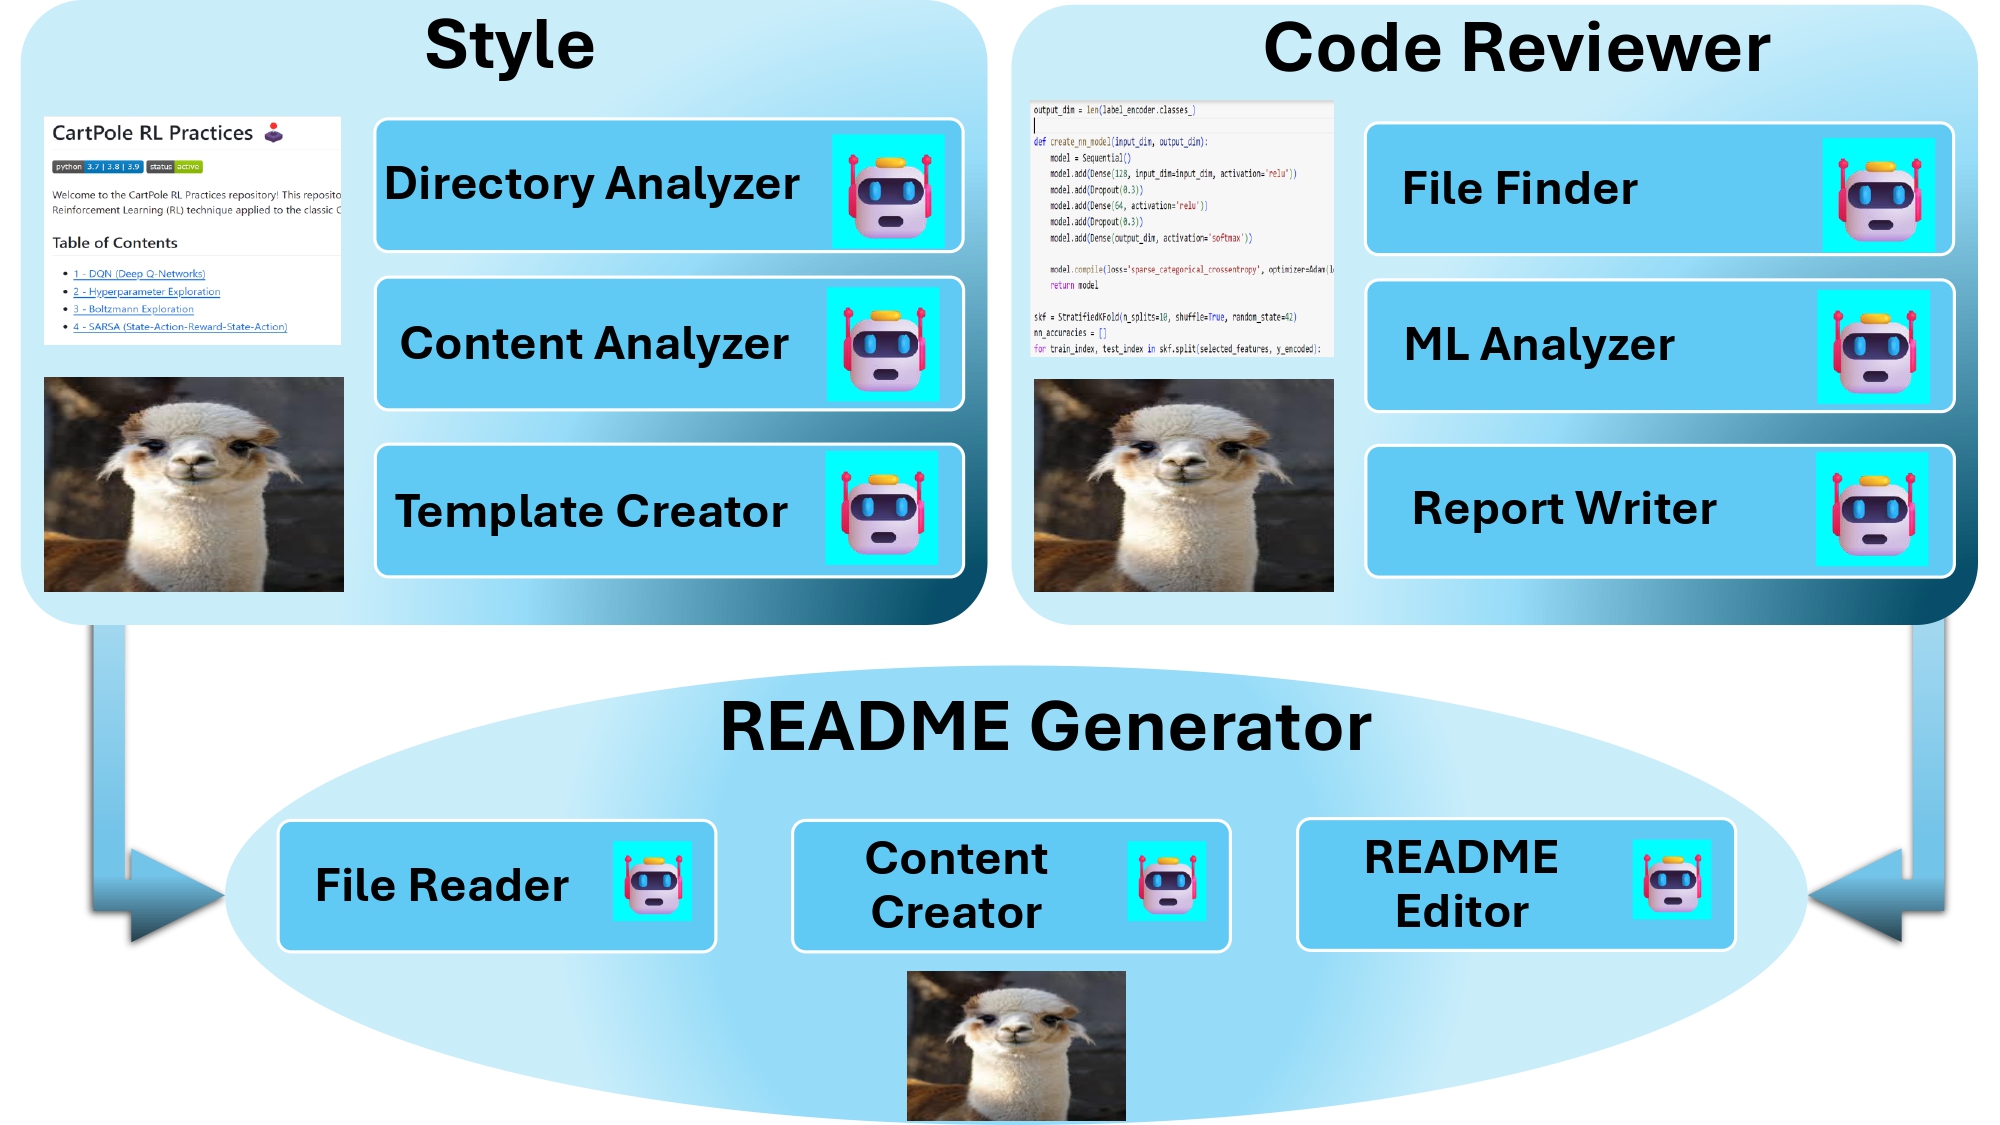 Style
CartPole RL Practices
python 3.7 | 3.8 | 3.9 status active
Welcome to the CartPole RL Practices repository! This reposito
Reinforcement Learning (RL) technique applied to the classic C
Table of Contents
1 - DQN (Deep Q-Networks)
2 - Hyperparameter Exploration
3 - Boltzmann Exploration
4 - SARSA (State-Action-Reward-State-Action)
Directory Analyzer
Content Analyzer
Template Creator
Code Reviewer
output_dim = len(label_encoder.classes_)
def create_nn_model(input_dim, output_dim):
model = Sequential()
model.add(Dense(128, input_dim=input_dim, activation='relu'))
model.add(Dropout(0.3))
model.add(Dense(64, activation='relu'))
model.add(Dropout(0.3))
model.add(Dense(output_dim, activation='softmax'))
model.compile(loss='sparse_categorical_crossentropy', optimizer=Adam(l
return model
skf = StratifiedKFold(n_splits=10, shuffle=True, random_state=42)
nn_accuracies = []
for train_index, test_index in skf.split(selected_features, y_encoded):
File Finder
ML Analyzer
Report Writer
README Generator
File Reader
Content
Creator
README
Editor